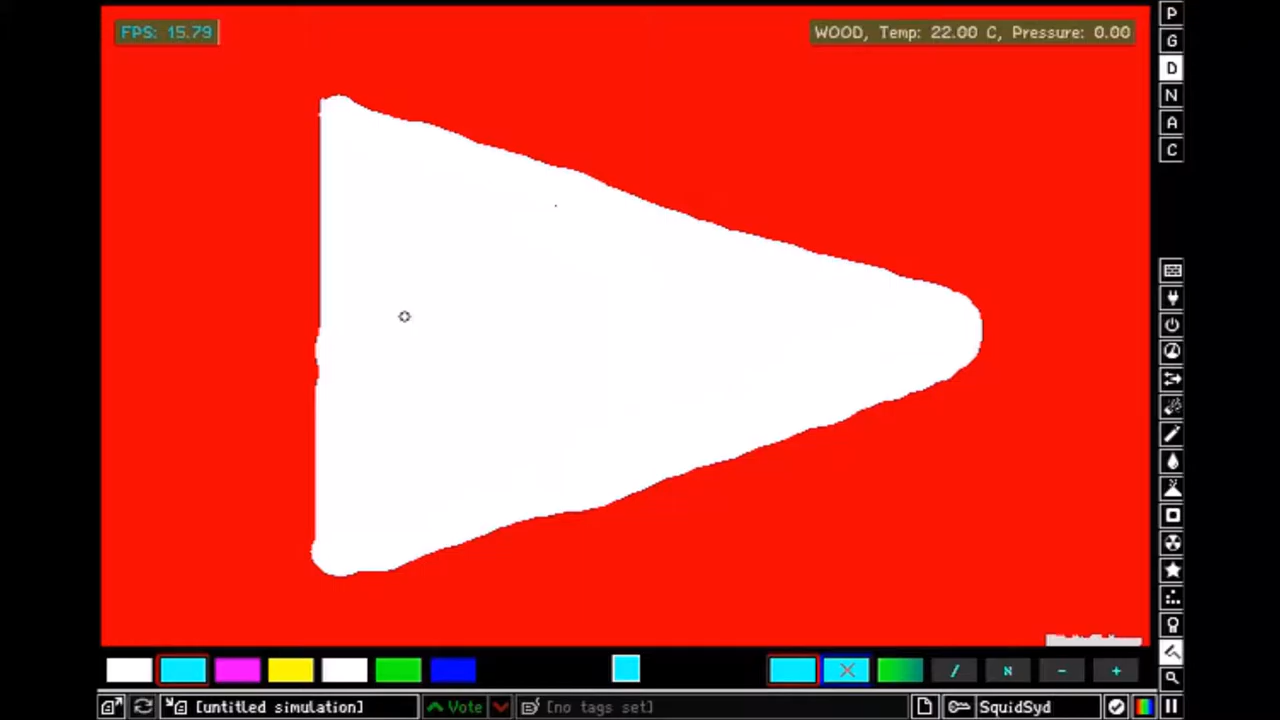 FPS: 15.79
WOOD, Temp: 22.00 C, Pressure: 0.00
P
G
D
N
A
C
/ N - +
[untitled simulation] Vote [no tags set] SquidSyd